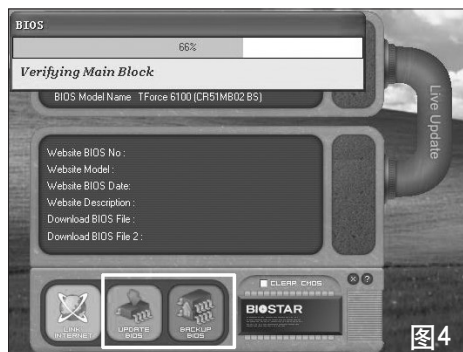 BIOS
66%
Verifying Main Block
BIOS Model Name TForce 6100 (CR51MB02 BS)
Live Update
Website BIOS No :
Website Model :
Website BIOS Date:
Website Description :
Download BIOS File :
Download BIOS File 2 :
CLEAR CMOS
LINK INTERNET
UPDATE BIOS
BACKUP BIOS
BIOSTAR
图4